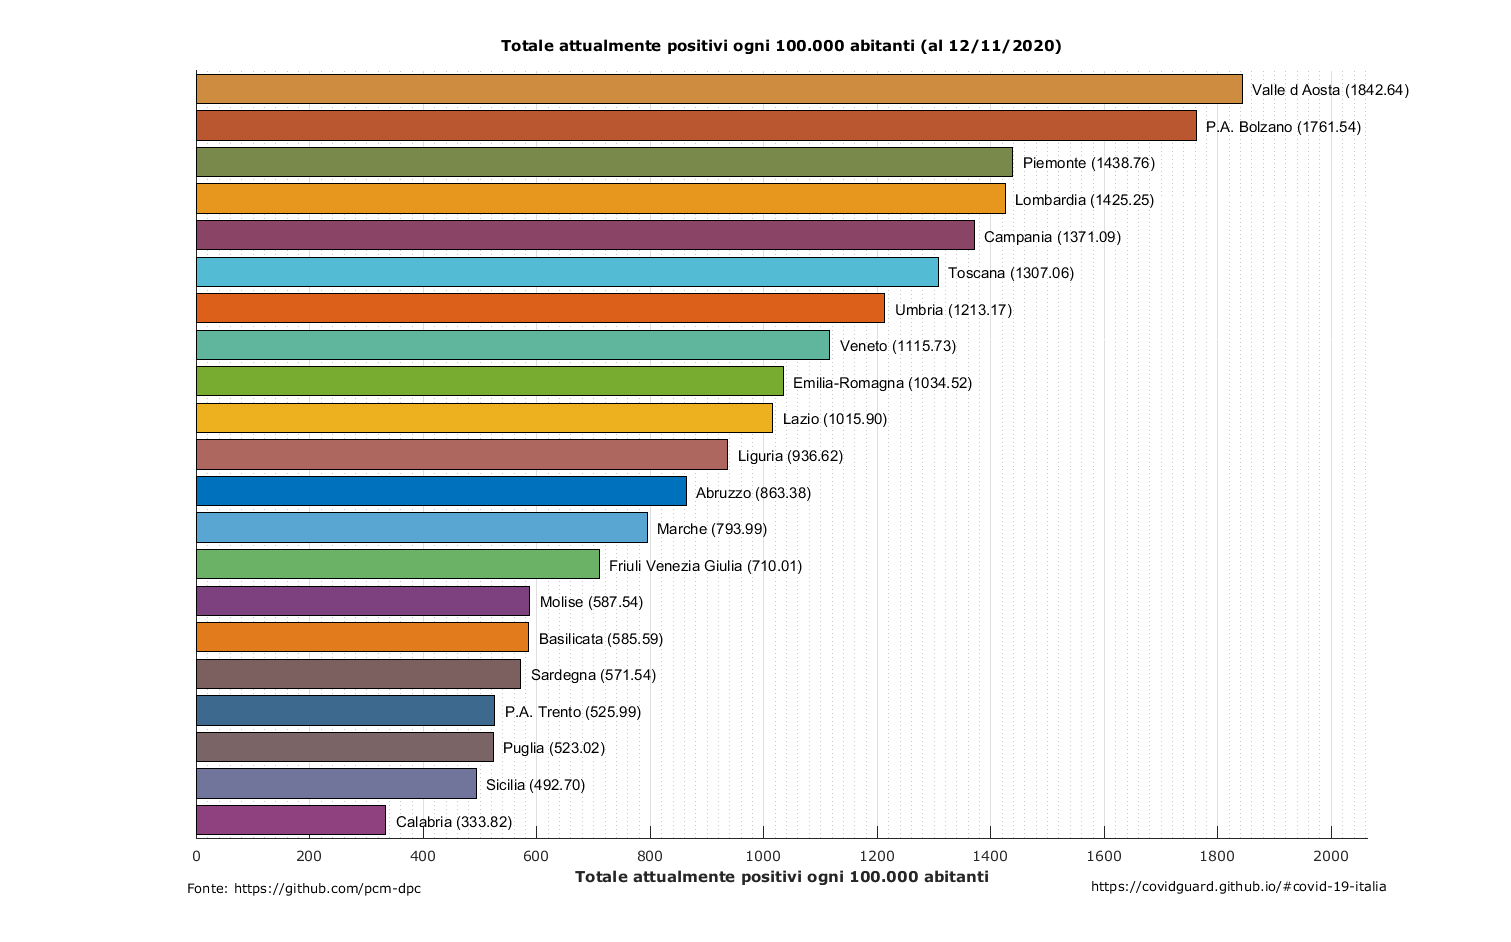 Totale attualmente positivi ogni 100.000 abitanti (al 12/11/2020)
Valle d Aosta (1842.64)
P.A. Bolzano (1761.54)
Piemonte (1438.76)
Lombardia (1425.25)
Campania (1371.09)
Toscana (1307.06)
Umbria (1213.17)
Veneto (1115.73)
Emilia-Romagna (1034.52)
Lazio (1015.90)
Liguria (936.62)
Abruzzo (863.38)
Marche (793.99)
Friuli Venezia Giulia (710.01)
Molise (587.54)
Basilicata (585.59)
Sardegna (571.54)
P.A. Trento (525.99)
Puglia (523.02)
Sicilia (492.70)
Calabria (333.82)
0 200 400 600 800 1000 1200 1400 1600 1800 2000
Totale attualmente positivi ogni 100.000 abitanti
Fonte: https://github.com/pcm-dpc
https://covidguard.github.io/#covid-19-italia